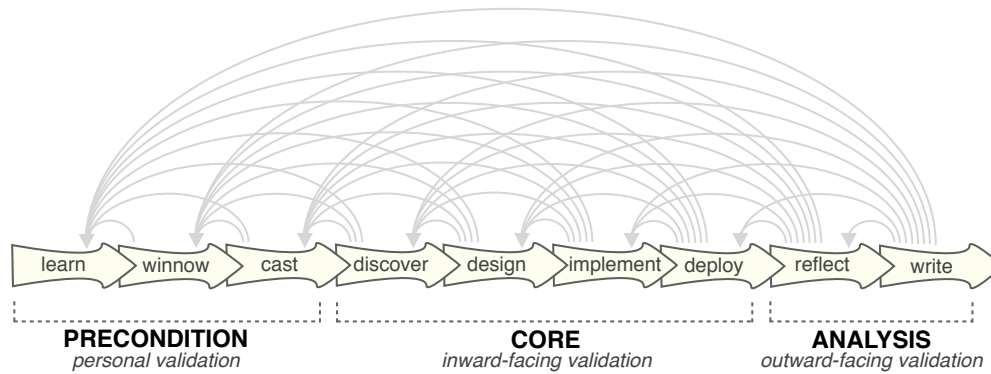 learn winnow cast discover design implement deploy reflect write
PRECONDITION CORE ANALYSIS
personal validation inward-facing validation outward-facing validation